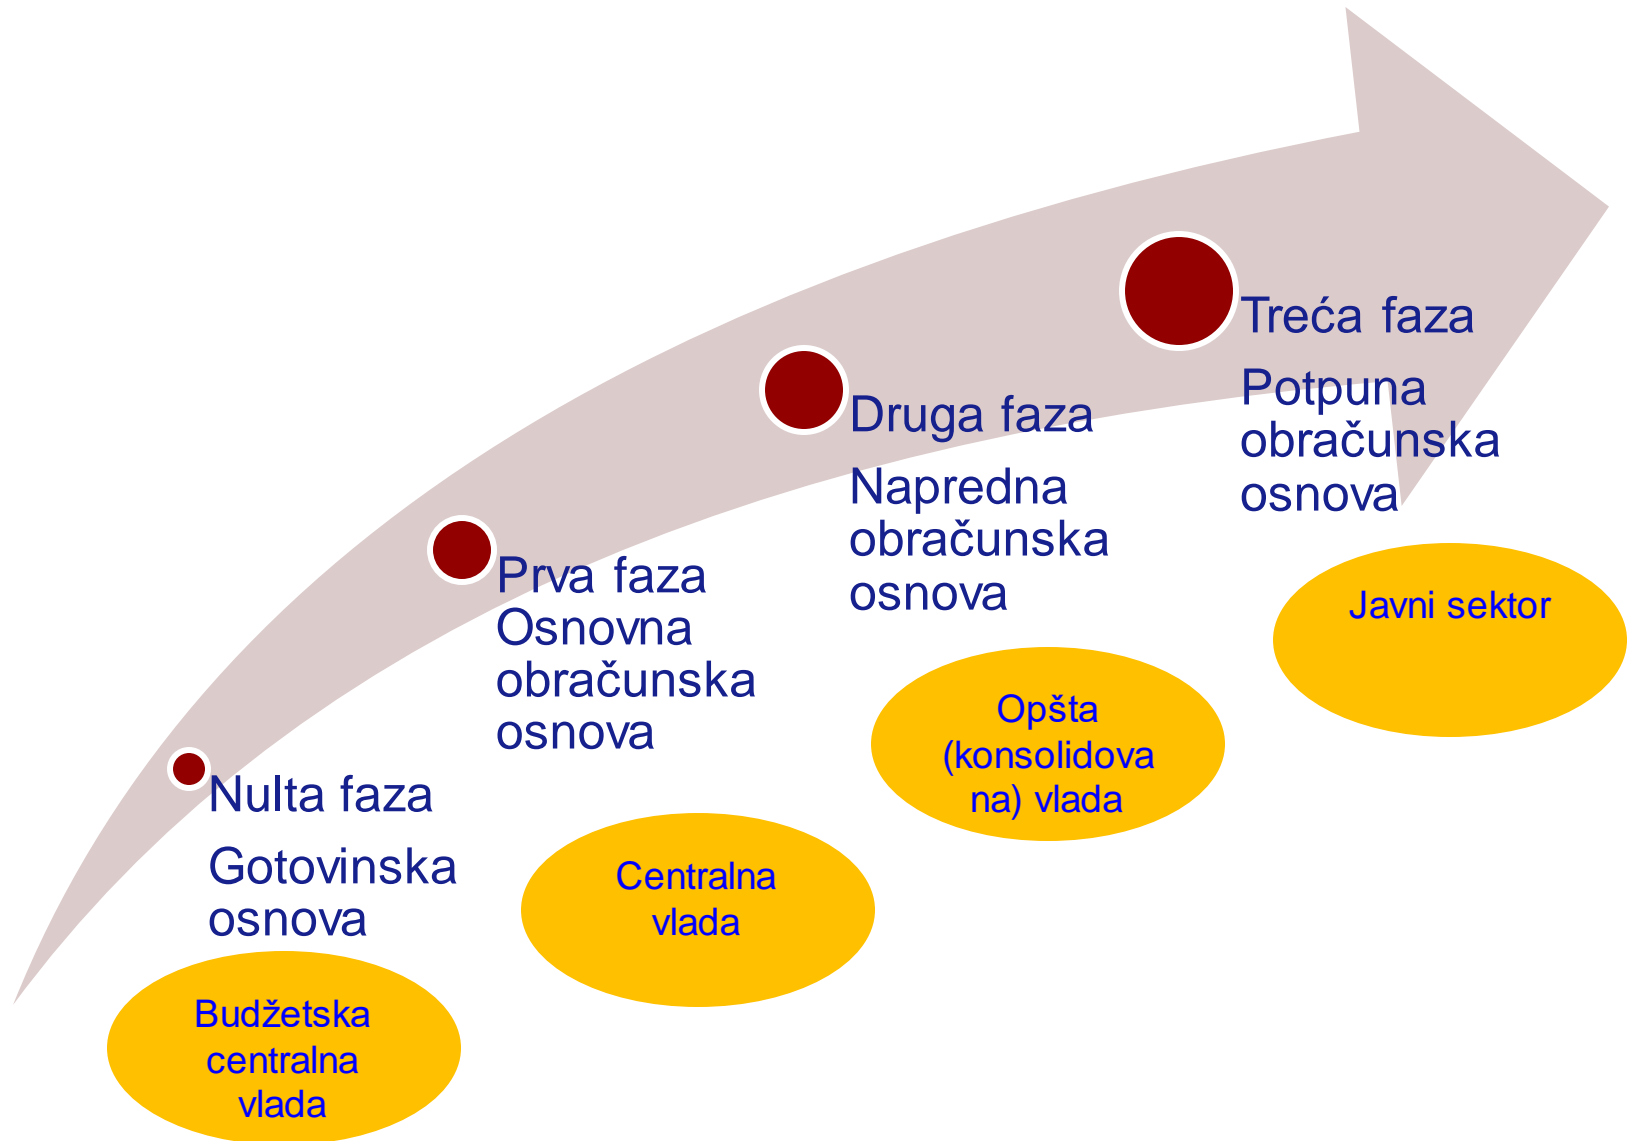 Nulta faza
Gotovinska
osnova
Budžetska
centralna
vlada
Prva faza
Osnovna
obračunska
osnova
Centralna
vlada
Druga faza
Napredna
obračunska
osnova
Opšta
(konsolidova
na) vlada
Treća faza
Potpuna
obračunska
osnova
Javni sektor